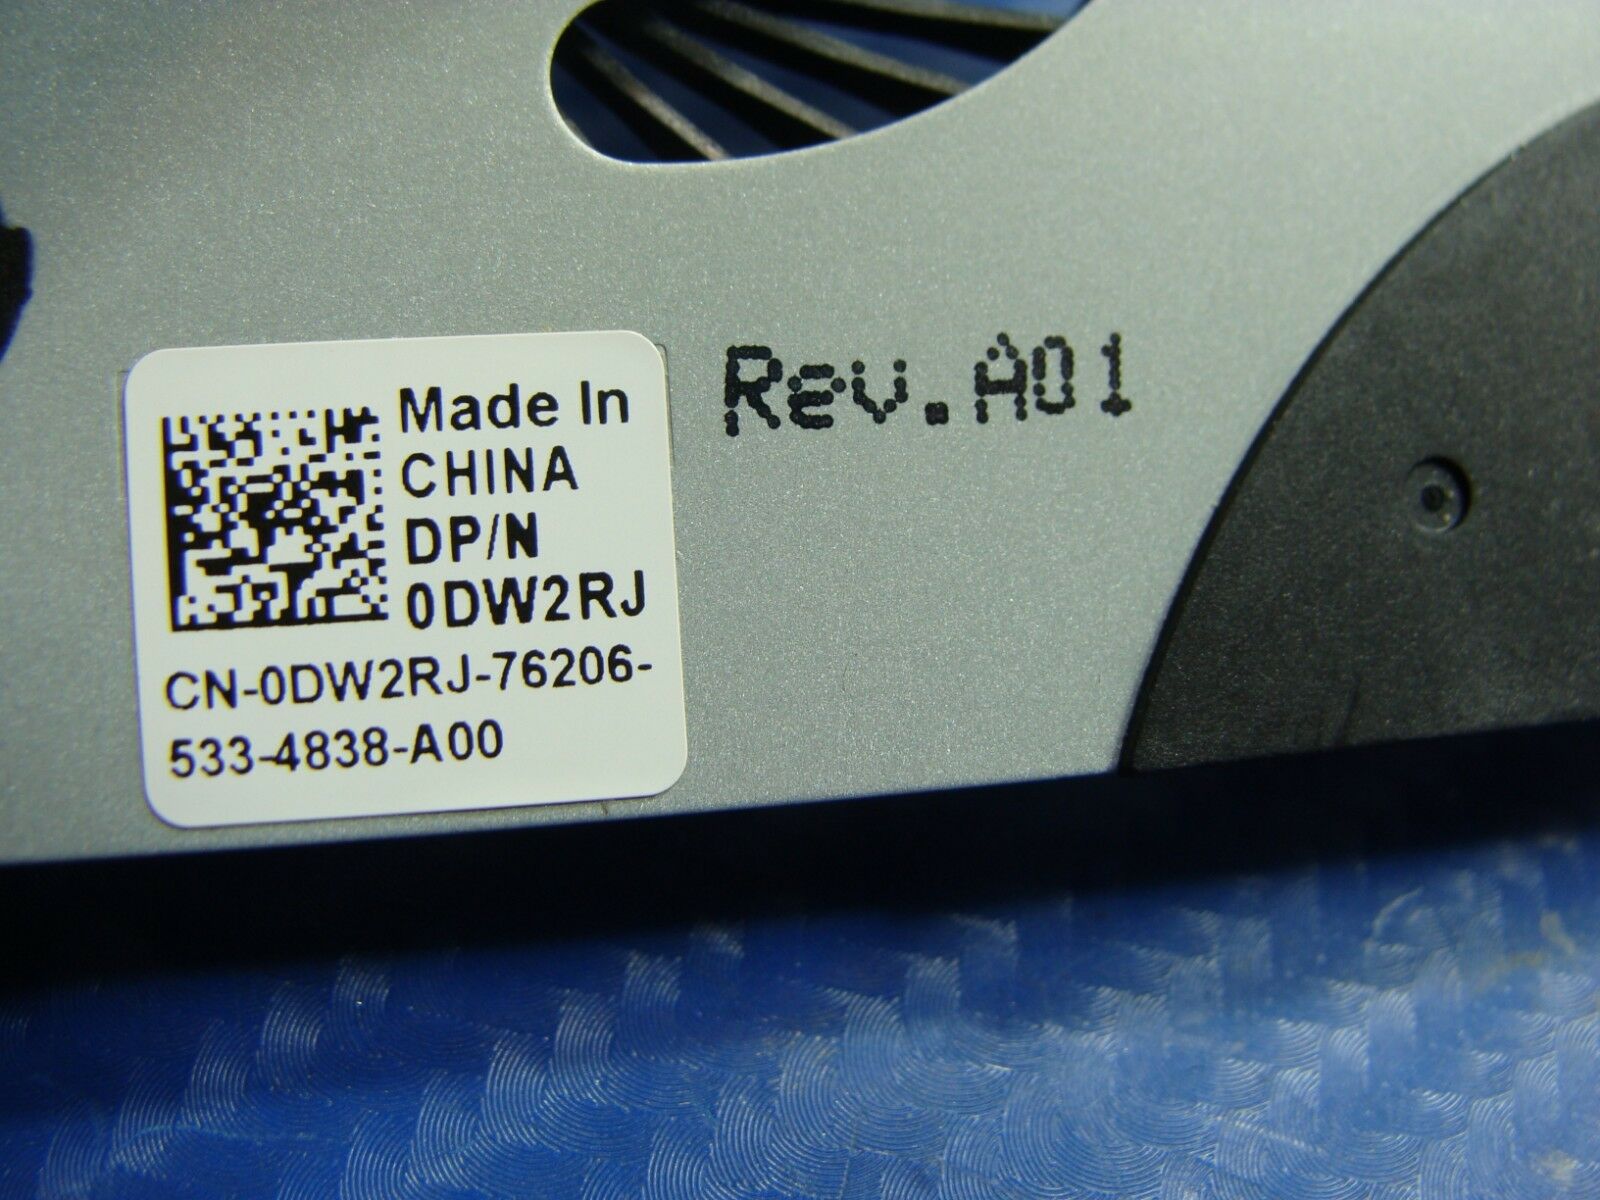 Made In
CHINA
DP/N
0DW2RJ
CN-0DW2RJ-76206-
533-4838-A00
Rev.A01